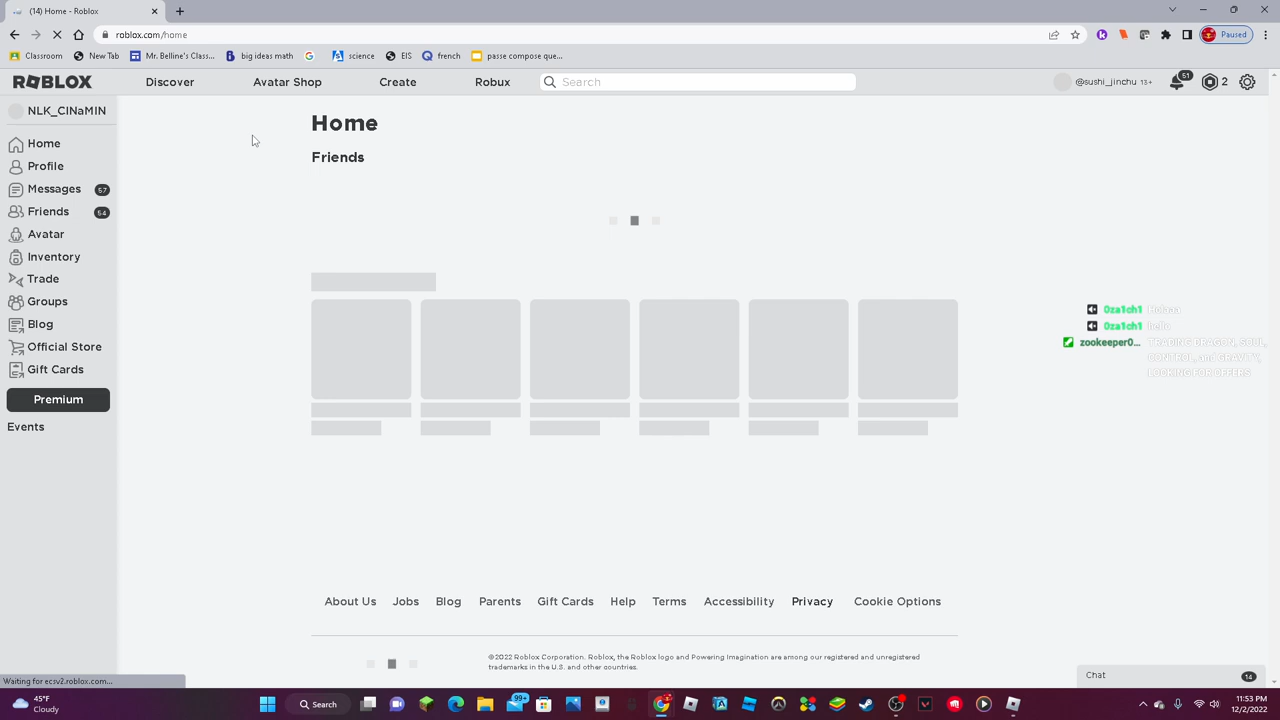 (14) Home - Roblox
roblox.com/home
Paused
Classroom New Tab Mr. Belline's Class... big ideas math science EIS french passe compose que...
ROBLOX Discover Avatar Shop Create Robux Search @sushi_jinchu 13+ 51 2
NLK_CINaMIN
Home
Profile
Messages 57
Friends 54
Avatar
Inventory
Trade
Groups
Blog
Official Store
Gift Cards
Premium
Events
Home
Friends
0za1ch1
0za1ch1 hello
zookeeper0... TRADING DRAGON, SOUL,
CONTROL, and GRAVITY,
LOOKING FOR OFFERS
About Us Jobs Blog Parents Gift Cards Help Terms Accessibility Privacy Cookie Options
©2022 Roblox Corporation. Roblox, the Roblox logo and Powering Imagination are among our registered and unregistered
trademarks in the U.S. and other countries.
Chat 14
Waiting for ecsv2.roblox.com...
45°F
Cloudy
Search
99+
11:53 PM
12/2/2022